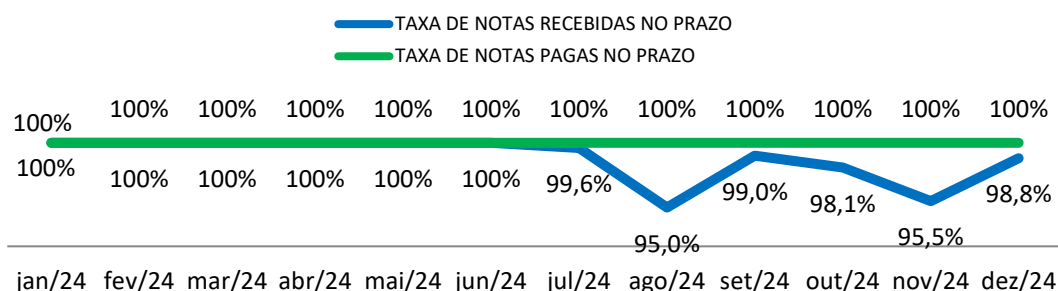 TAXA DE NOTAS RECEBIDAS NO PRAZO
TAXA DE NOTAS PAGAS NO PRAZO
100% 100% 100% 100% 100% 100% 100% 100% 100% 100% 100% 100%
100% 100% 100% 100% 100% 100% 99,6% 95,0% 99,0% 98,1% 95,5% 98,8%
jan/24 fev/24 mar/24 abr/24 mai/24 jun/24 jul/24 ago/24 set/24 out/24 nov/24 dez/24